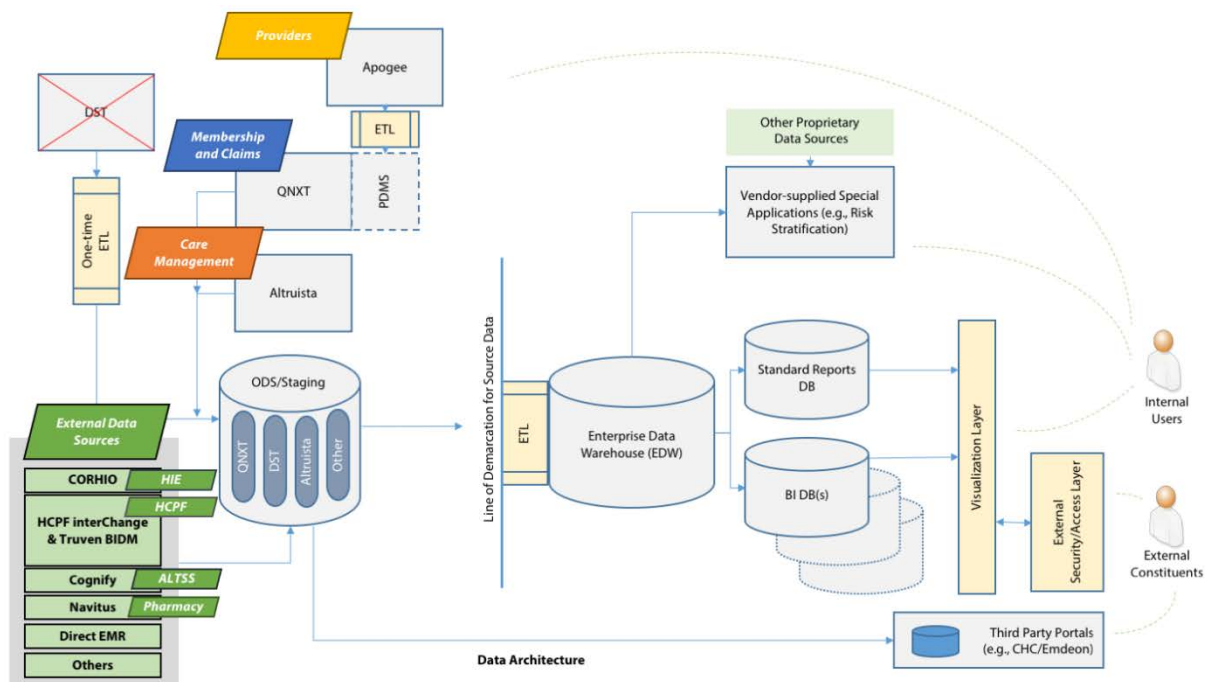 Providers
Apogee
DST
ETL
Other Proprietary
Data Sources
Membership
and Claims
QNXT
PDMS
Vendor-supplied Special
Applications (e.g., Risk
Stratification)
One-time
ETL
Care
Management
Altruista
Line of Demarcation for Source Data
ODS/Staging
QNXT
DST
Altruista
Other
ETL
Enterprise Data
Warehouse (EDW)
Standard Reports
DB
BI DB(s)
Visualization Layer
Internal
Users
External
Security/Access Layer
External
Constituents
External Data
Sources
CORHIO
HIE
HCPF
HCPF interChange
& Truven BIDM
Cognify
ALTSS
Navitus
Pharmacy
Direct EMR
Others
Third Party Portals
(e.g., CHC/Emdeon)
Data Architecture